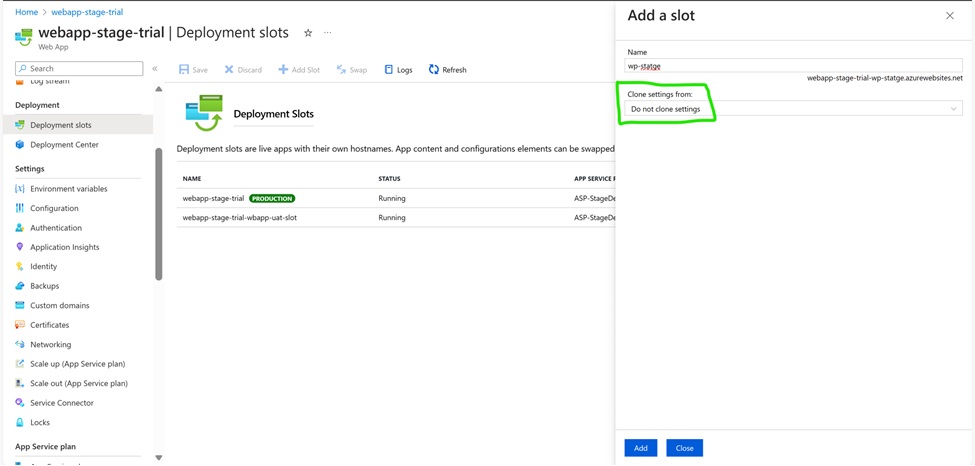 Home > webapp-stage-trial
webapp-stage-trial | Deployment slots
Web App
Search
Log stream
Deployment
Deployment slots
Deployment Center
Settings
Environment variables
Configuration
Authentication
Application Insights
Identity
Backups
Custom domains
Certificates
Networking
Scale up (App Service plan)
Scale out (App Service plan)
Service Connector
Locks
App Service plan
Save Discard Add Slot Swap Logs Refresh
Deployment Slots
Deployment slots are live apps with their own hostnames. App content and configurations elements can be swapped
NAME STATUS APP SERVICE P
webapp-stage-trial PRODUCTION Running ASP-StageDe
webapp-stage-trial-wbapp-uat-slot Running ASP-StageDe
Add a slot
Name
wp-statge
webapp-stage-trial-wp-statge.azurewebsites.net
Clone settings from:
Do not clone settings
Add Close